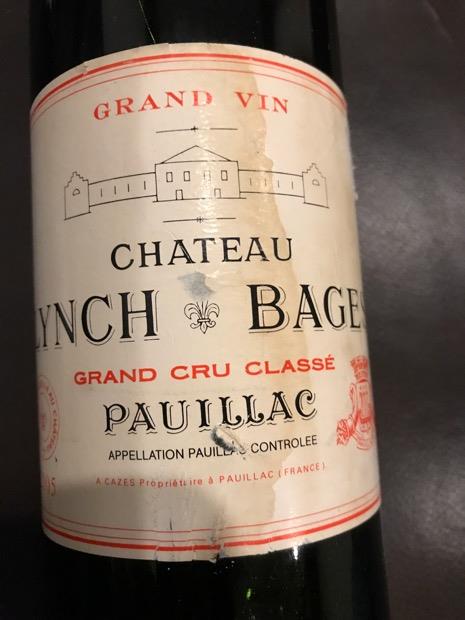 GRAND VIN
CHATEAU
LYNCH BAGES
GRAND CRU CLASSÉ
PAUILLAC
APPELLATION PAUILLAC CONTROLEE
A CAZES Propriétaire à PAUILLAC (FRANCE)